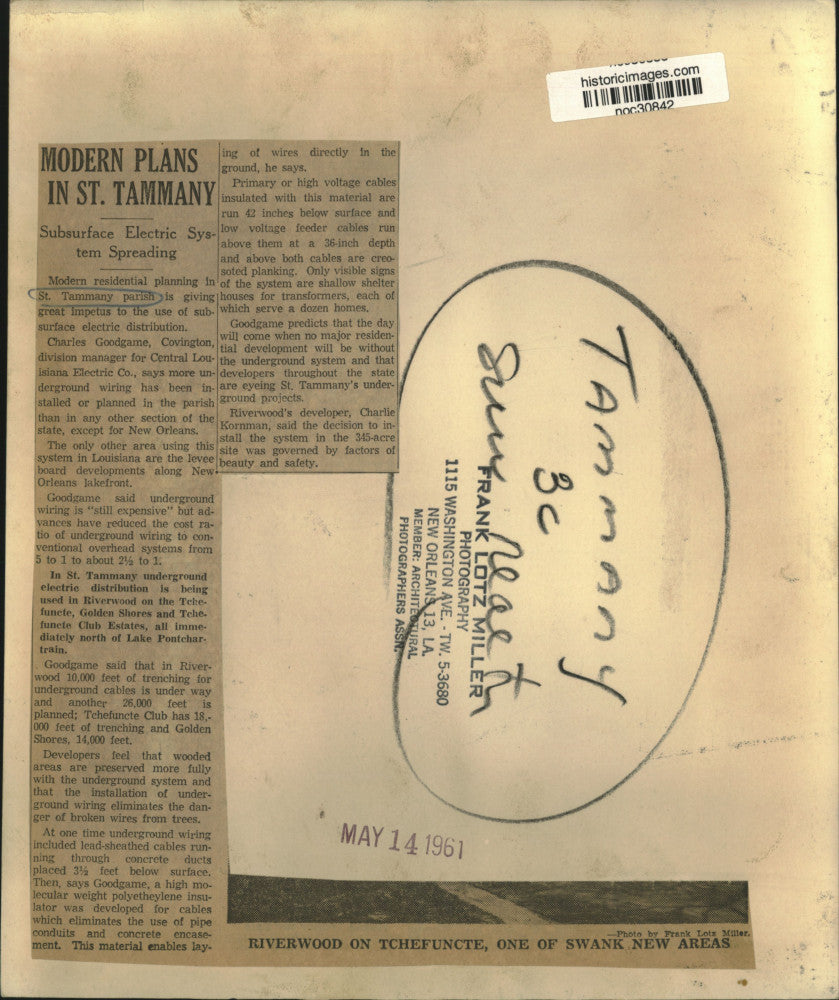 historicimages.com
noc30842
MODERN PLANS
IN ST. TAMMANY
Subsurface Electric Sys-
tem Spreading
Modern residential planning in
St. Tammany parish is giving
great impetus to the use of sub-
surface electric distribution.
Charles Goodgame, Covington,
division manager for Central Lou-
isiana Electric Co., says more un-
derground wiring has been in-
stalled or planned in the parish
than in any other section of the
state, except for New Orleans.
The only other area using this
system in Louisiana are the levee
board developments along New
Orleans lakefront.
Goodgame said underground
wiring is "still expensive" but ad-
vances have reduced the cost ra-
tio of underground wiring to con-
ventional overhead systems from
5 to 1 to about 2½ to 1.
In St. Tammany underground
electric distribution is being
used in Riverwood on the Tche-
functe, Golden Shores and Tche-
functe Club Estates, all imme-
diately north of Lake Pontchar-
train.
Goodgame said that in River-
wood 10,000 feet of trenching for
underground cables is under way
and another 26,000 feet is
planned; Tchefuncte Club has 18,-
000 feet of trenching and Golden
Shores, 14,000 feet.
Developers feel that wooded
areas are preserved more fully
with the underground system and
that the installation of under-
ground wiring eliminates the dan-
ger of broken wires from trees.
At one time underground wiring
included lead-sheathed cables run-
ning through concrete ducts
placed 3½ feet below surface.
Then, says Goodgame, a high mo-
lecular weight polyetheylene insu-
lator was developed for cables
which eliminates the use of pipe
conduits and concrete encase-
ment. This material enables lay-
ing of wires directly in the
ground, he says.
Primary or high voltage cables
insulated with this material are
run 42 inches below surface and
low voltage feeder cables run
above them at a 36-inch depth
and above both cables are creo-
soted planking. Only visible signs
of the system are shallow shelter
houses for transformers, each of
which serve a dozen homes.
Goodgame predicts that the day
will come when no major residen-
tial development will be without
the underground system and that
developers throughout the state
are eyeing St. Tammany's under-
ground projects.
Riverwood's developer, Charlie
Kornman, said the decision to in-
stall the system in the 345-acre
site was governed by factors of
beauty and safety.
TAMMANY
3c
FRANK LOTZ MILLER
PHOTOGRAPHY
1115 WASHINGTON AVE. - TW. 5-3680
NEW ORLEANS 13, LA.
MEMBER: ARCHITECTURAL
PHOTOGRAPHERS ASSN.
MAY 14 1961
—Photo by Frank Lotz Miller.
RIVERWOOD ON TCHEFUNCTE, ONE OF SWANK NEW AREAS